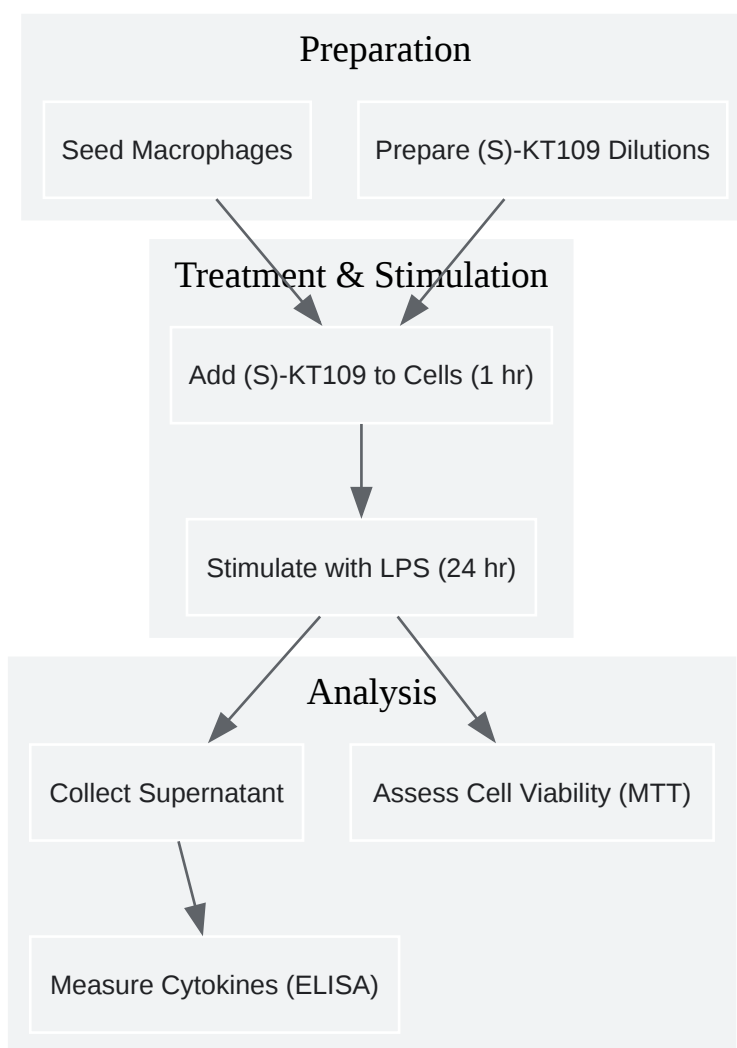 Preparation
Seed Macrophages
Prepare (S)-KT109 Dilutions
Treatment & Stimulation
Add (S)-KT109 to Cells (1 hr)
Stimulate with LPS (24 hr)
Analysis
Collect Supernatant
Assess Cell Viability (MTT)
Measure Cytokines (ELISA)